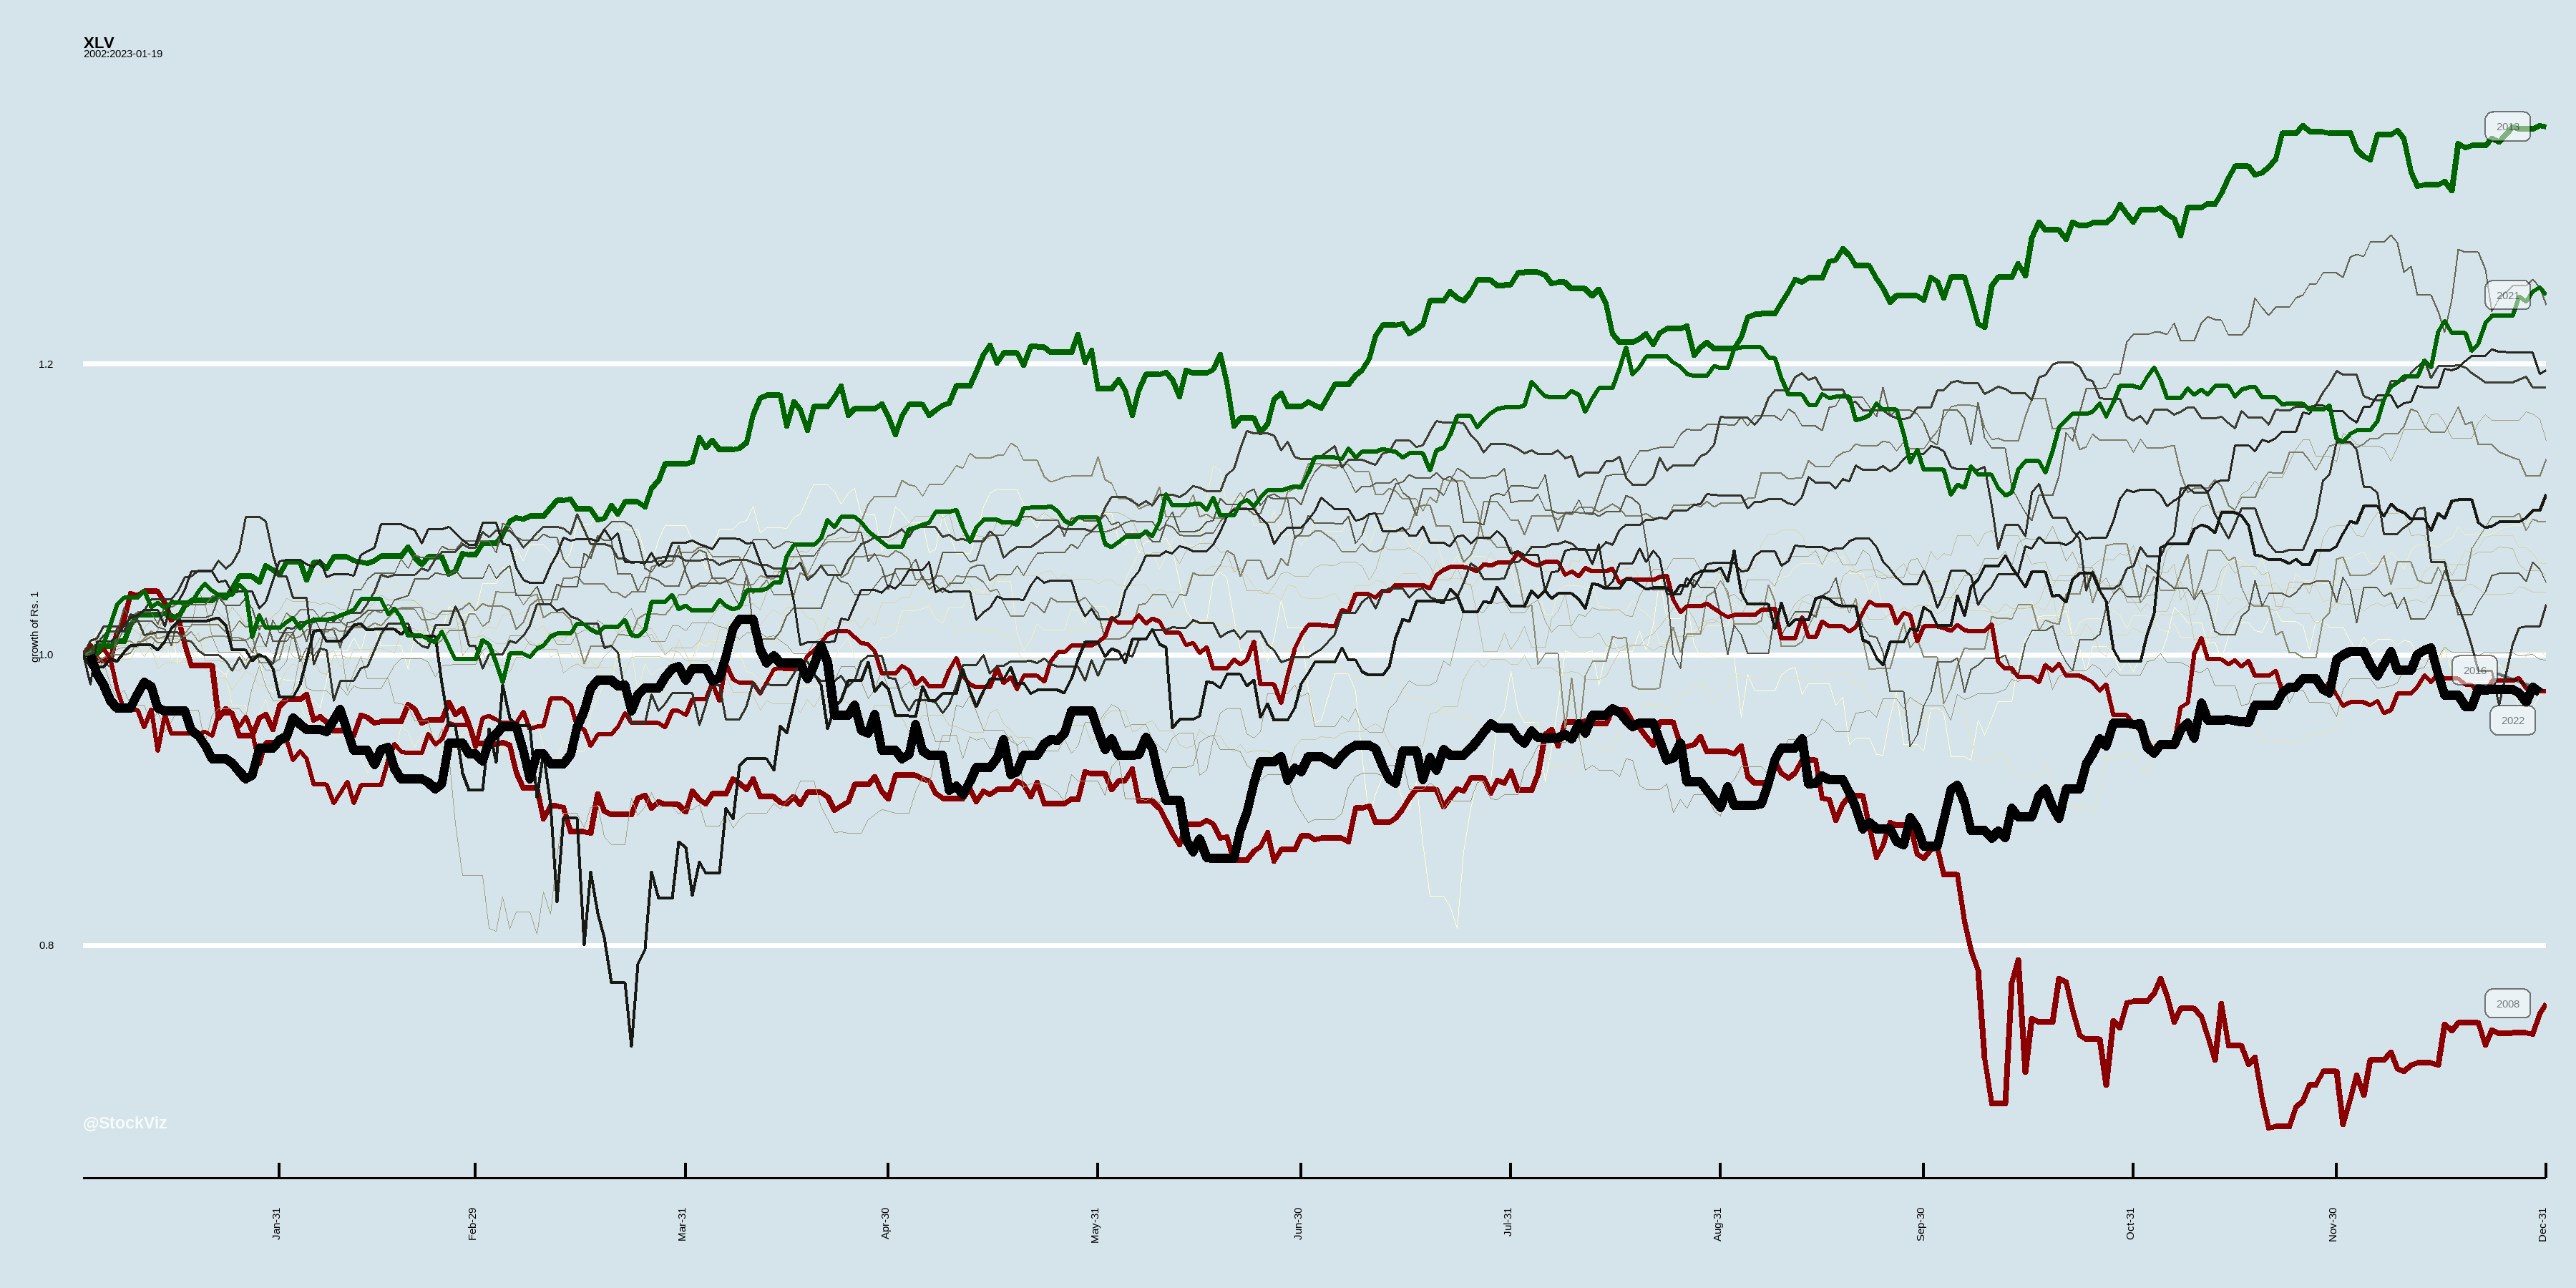 XLV
2002:2023-01-19
2013
2021
1.2
growth of Rs. 1
1.0
2016
2022
0.8
2008
@StockViz
Jan-31
Feb-29
Mar-31
Apr-30
May-31
Jun-30
Jul-31
Aug-31
Sep-30
Oct-31
Nov-30
Dec-31